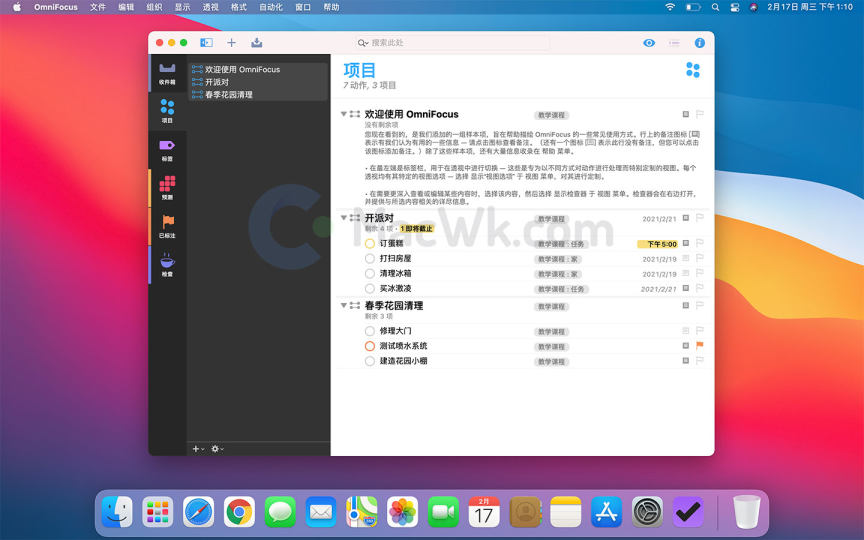 OmniFocus 文件 编辑 组织 显示 透视 格式 自动化 窗口 帮助
2月17日 周三 下午1:10
搜索此处
收件箱
项目
标签
预测
已标注
检查
欢迎使用 OmniFocus
开派对
春季花园清理
项目
7 动作, 3 项目
欢迎使用 OmniFocus 教学课程
没有剩余项
您现在看到的，是我们添加的一组样本项，旨在帮助描绘 OmniFocus 的一些常见使用方式。行上的备注图标 [
] 表示有我们认为有用的一些信息 — 请点击图标查看备注。（还有一个图标 [
] 表示此行没有备注，但您可以点击该图标添加备注。）除了这些样本项，还有大量信息收录在 帮助 菜单。
• 在最左端是标签栏，用于在透视中进行切换 — 这些是专为以不同方式对动作进行处理而特别定制的视图。每个
透视均有其特定的视图选项 — 选择 显示"视图选项" 于 视图 菜单，对其进行定制。
• 在需要更深入查看或编辑某些内容时，选择该内容，然后选择 显示检查器 于 视图 菜单。检查器会在右边打开，
并提供与所选内容相关的详尽信息。
开派对 教学课程 2021/2/21
剩余 4 项 · 1 即将截止
订蛋糕 教学课程 : 任务 下午5:00
打扫房屋 教学课程 : 家 2021/2/19
清理冰箱 教学课程 : 家 2021/2/19
买冰激凌 教学课程 : 任务 2021/2/21
春季花园清理 教学课程
剩余 3 项
修理大门 教学课程
测试喷水系统 教学课程
建造花园小棚 教学课程
MacWk.com
2月
17